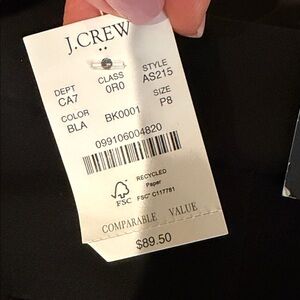 J.CREW
DEPT CLASS STYLE
CA7 0R0 AS215
COLOR SIZE
BLA BK0001 P8
099106004820
RECYCLED
Paper
FSC FSC® C117781
COMPARABLE VALUE
$89.50